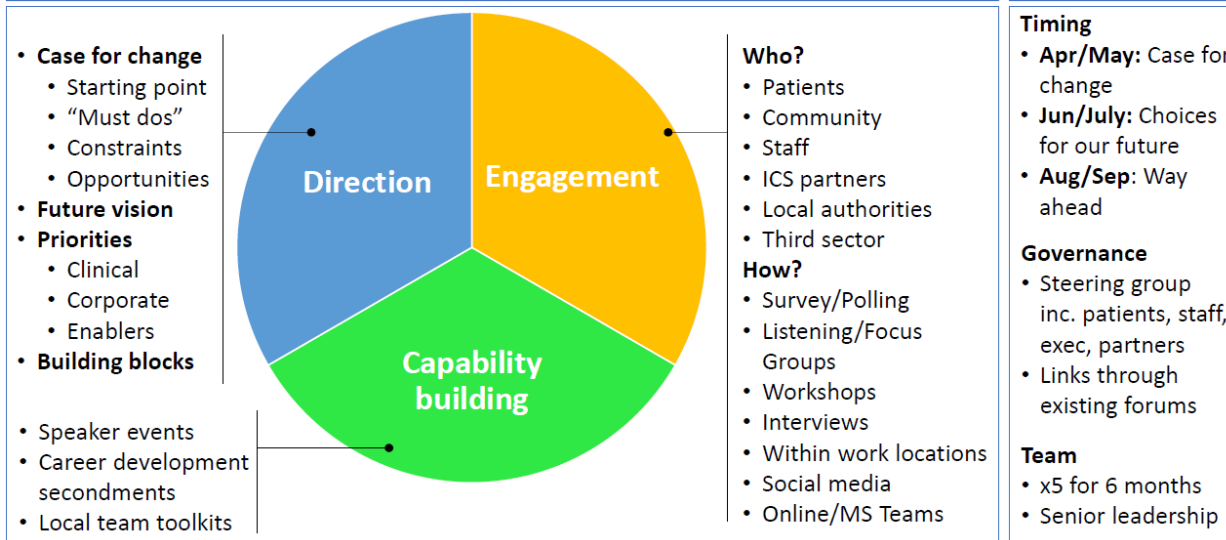 • Case for change
• Starting point
• “Must dos”
• Constraints
• Opportunities
• Future vision
• Priorities
• Clinical
• Corporate
• Enablers
• Building blocks
• Speaker events
• Career development
secondments
• Local team toolkits
Direction
Engagement
Capability
building
Who?
• Patients
• Community
• Staff
• ICS partners
• Local authorities
• Third sector
How?
• Survey/Polling
• Listening/Focus
Groups
• Workshops
• Interviews
• Within work locations
• Social media
• Online/MS Teams
Timing
• Apr/May: Case for
change
• Jun/July: Choices
for our future
• Aug/Sep: Way
ahead
Governance
• Steering group
inc. patients, staff,
exec, partners
• Links through
existing forums
Team
• x5 for 6 months
• Senior leadership